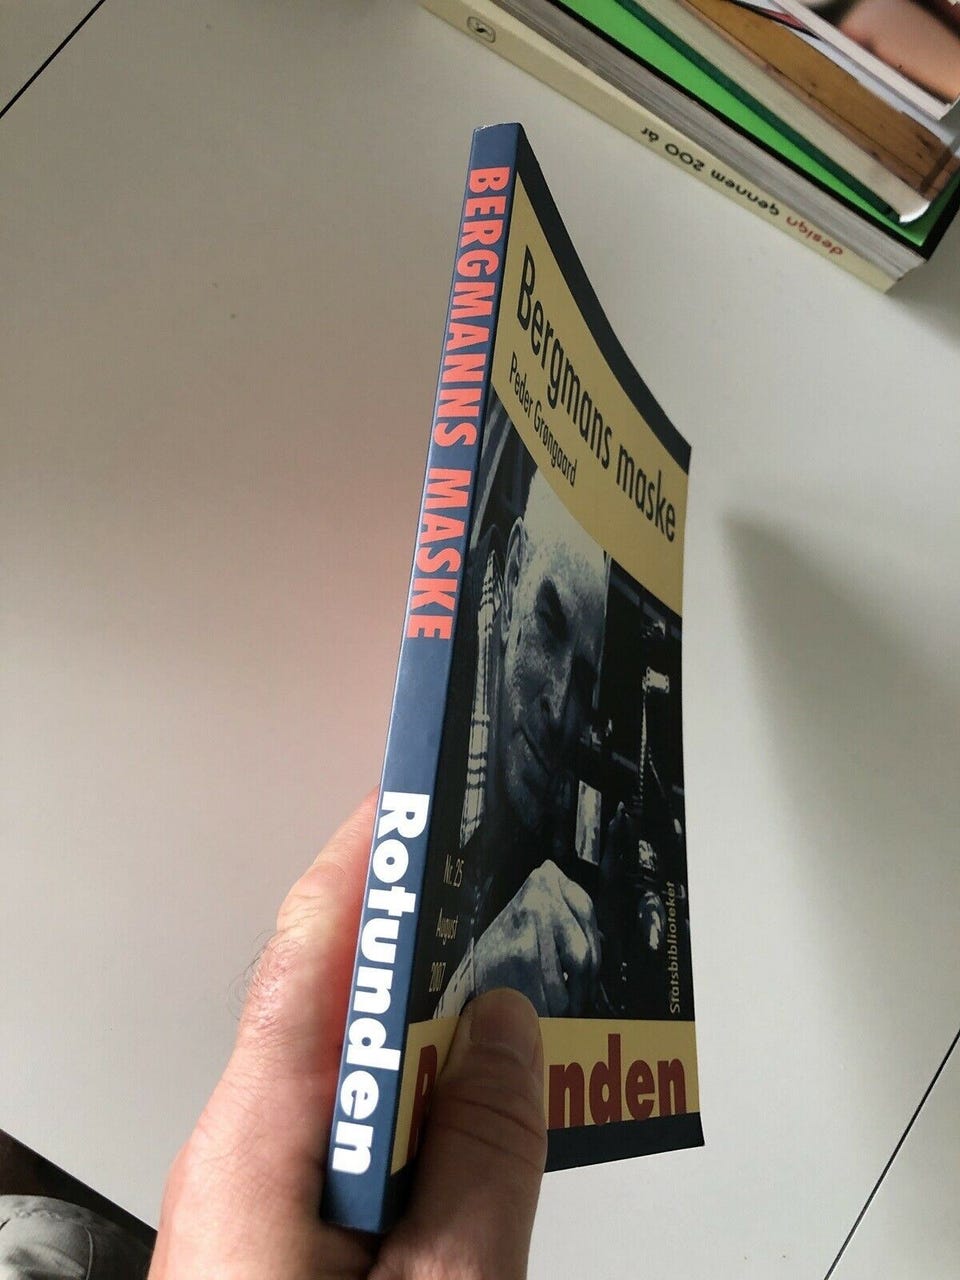 BERGMANNS MASKE
Rotunden
Bergmans maske
Peder Grøngaard
Nr. 25
August
2007
Statsbiblioteket
nden
design gennem 200 år